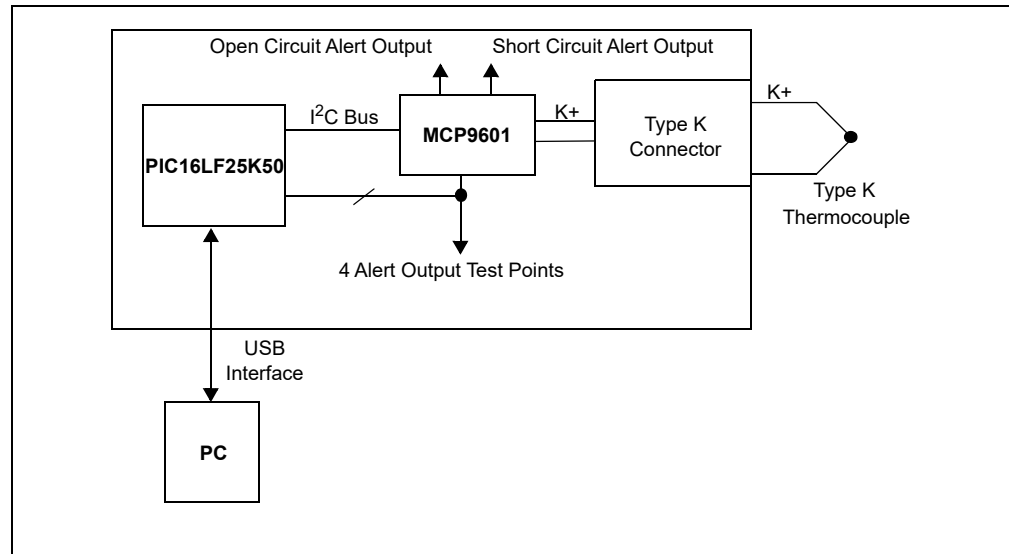 Open Circuit Alert Output
Short Circuit Alert Output
K+
I²C Bus
K+
MCP9601
Type K
Connector
PIC16LF25K50
Type K
Thermocouple
4 Alert Output Test Points
USB
Interface
PC